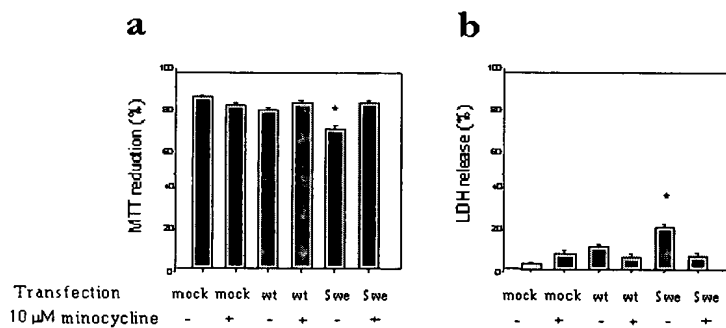 a b
100 100
80 80
60 60
40 40
20 20
0 0
MTT reduction (%)
LDH release (%)
*
*
Transfection mock mock wt wt Swe Swe mock mock wt wt Swe Swe
10 µM minocycline - + - + - + - + - + - +